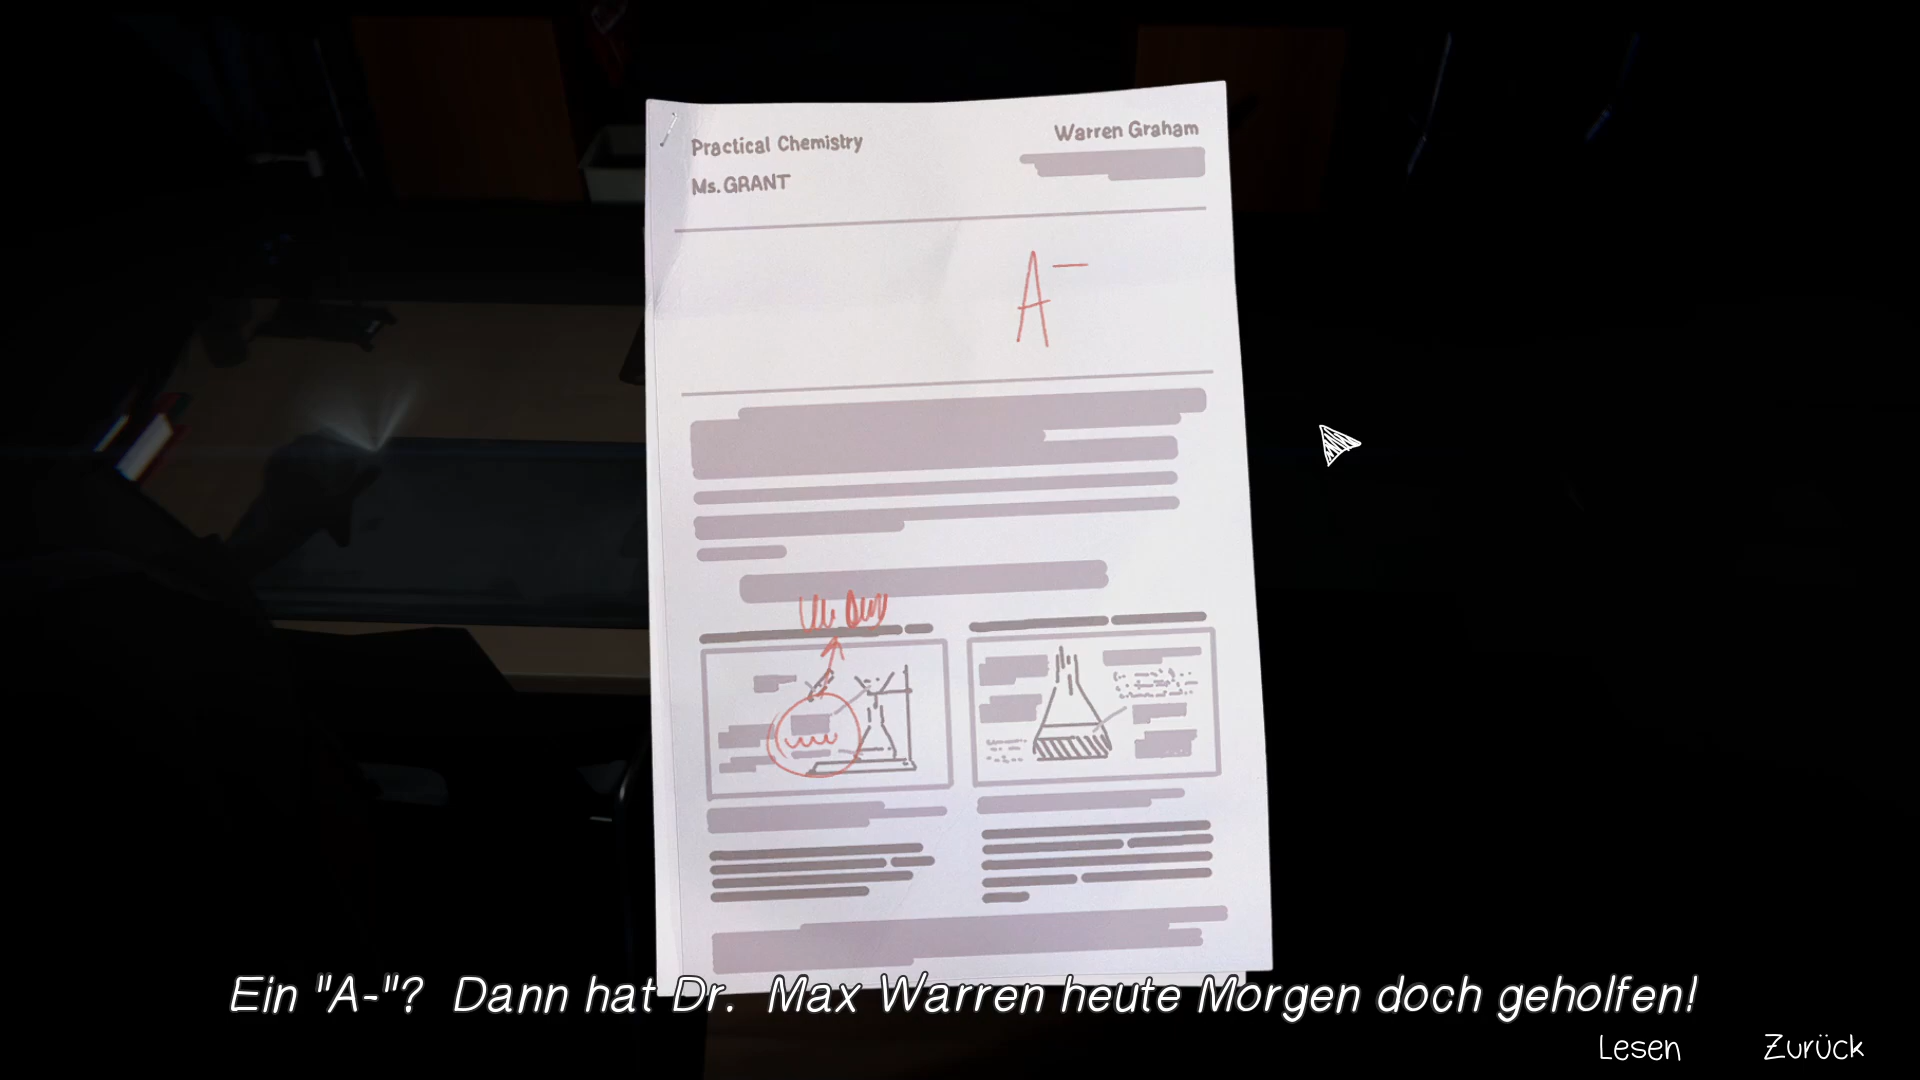 Practical Chemistry
Warren Graham
Ms. GRANT
A-
Ein "A-"? Dann hat Dr. Max Warren heute Morgen doch geholfen!
Lesen
Zurück